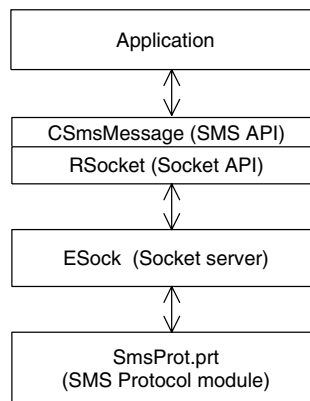 Application
CSmsMessage (SMS API)
RSocket (Socket API)
ESock (Socket server)
SmsProt.prt
(SMS Protocol module)